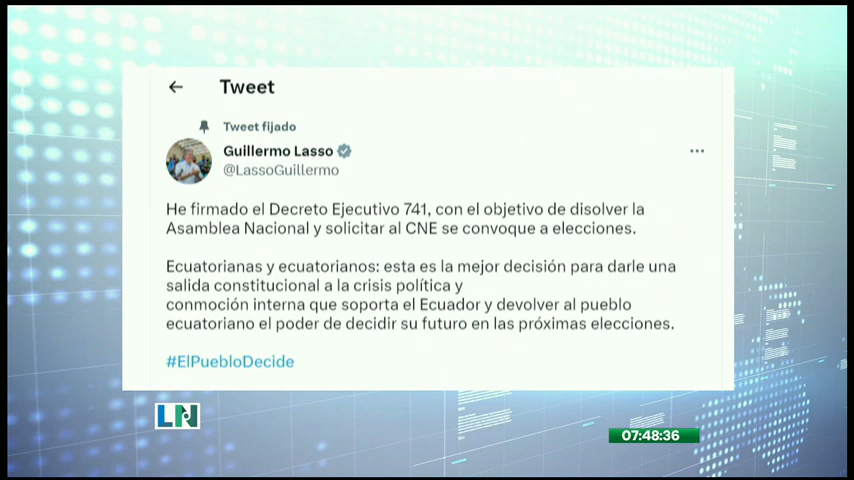 Tweet
Tweet fijado
Guillermo Lasso
@LassoGuillermo
He firmado el Decreto Ejecutivo 741, con el objetivo de disolver la
Asamblea Nacional y solicitar al CNE se convoque a elecciones.
Ecuatorianas y ecuatorianos: esta es la mejor decisión para darle una
salida constitucional a la crisis política y
conmoción interna que soporta el Ecuador y devolver al pueblo
ecuatoriano el poder de decidir su futuro en las próximas elecciones.
#ElPuebloDecide
LN
07:48:36